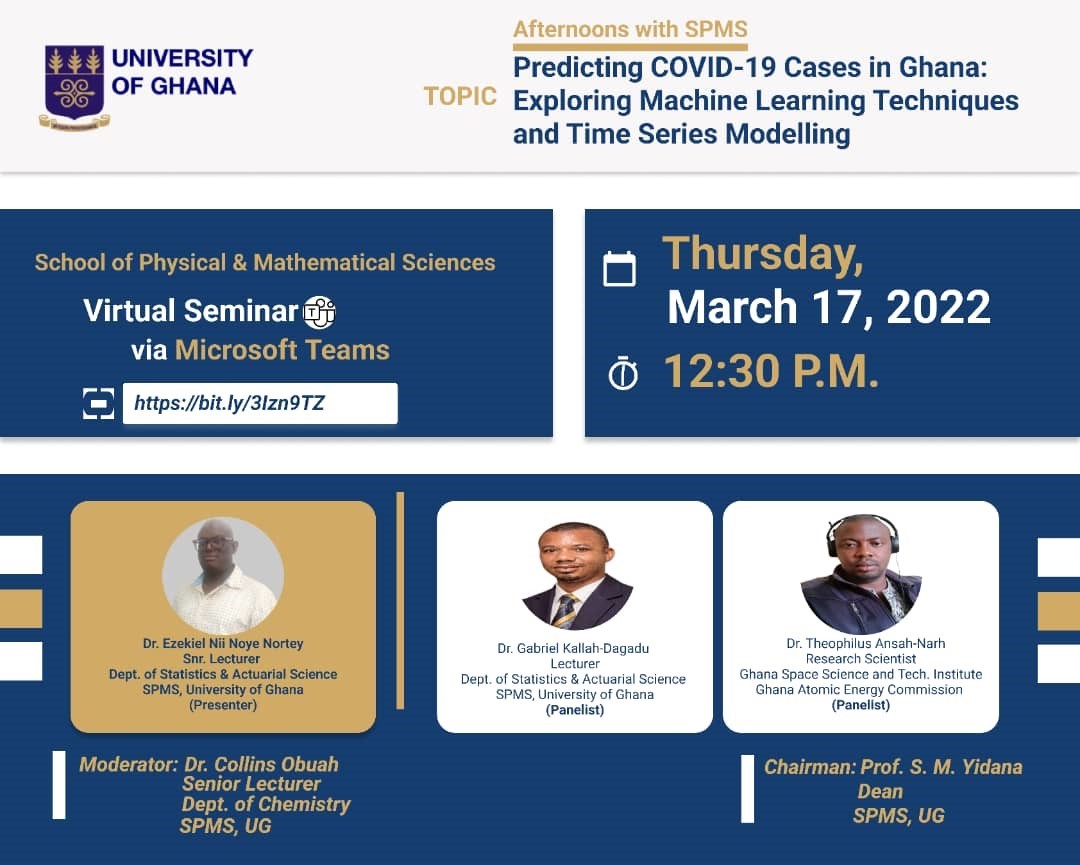 UNIVERSITY
OF GHANA
Afternoons with SPMS
TOPIC
Predicting COVID-19 Cases in Ghana:
Exploring Machine Learning Techniques
and Time Series Modelling
School of Physical & Mathematical Sciences
Virtual Seminar
via Microsoft Teams
https://bit.ly/3Izn9TZ
Thursday,
March 17, 2022
12:30 P.M.
Dr. Ezekiel Nii Noye Nortey
Snr. Lecturer
Dept. of Statistics & Actuarial Science
SPMS, University of Ghana
(Presenter)
Dr. Gabriel Kallah-Dagadu
Lecturer
Dept. of Statistics & Actuarial Science
SPMS, University of Ghana
(Panelist)
Dr. Theophilus Ansah-Narh
Research Scientist
Ghana Space Science and Tech. Institute
Ghana Atomic Energy Commission
(Panelist)
Moderator: Dr. Collins Obuah
Senior Lecturer
Dept. of Chemistry
SPMS, UG
Chairman: Prof. S. M. Yidana
Dean
SPMS, UG